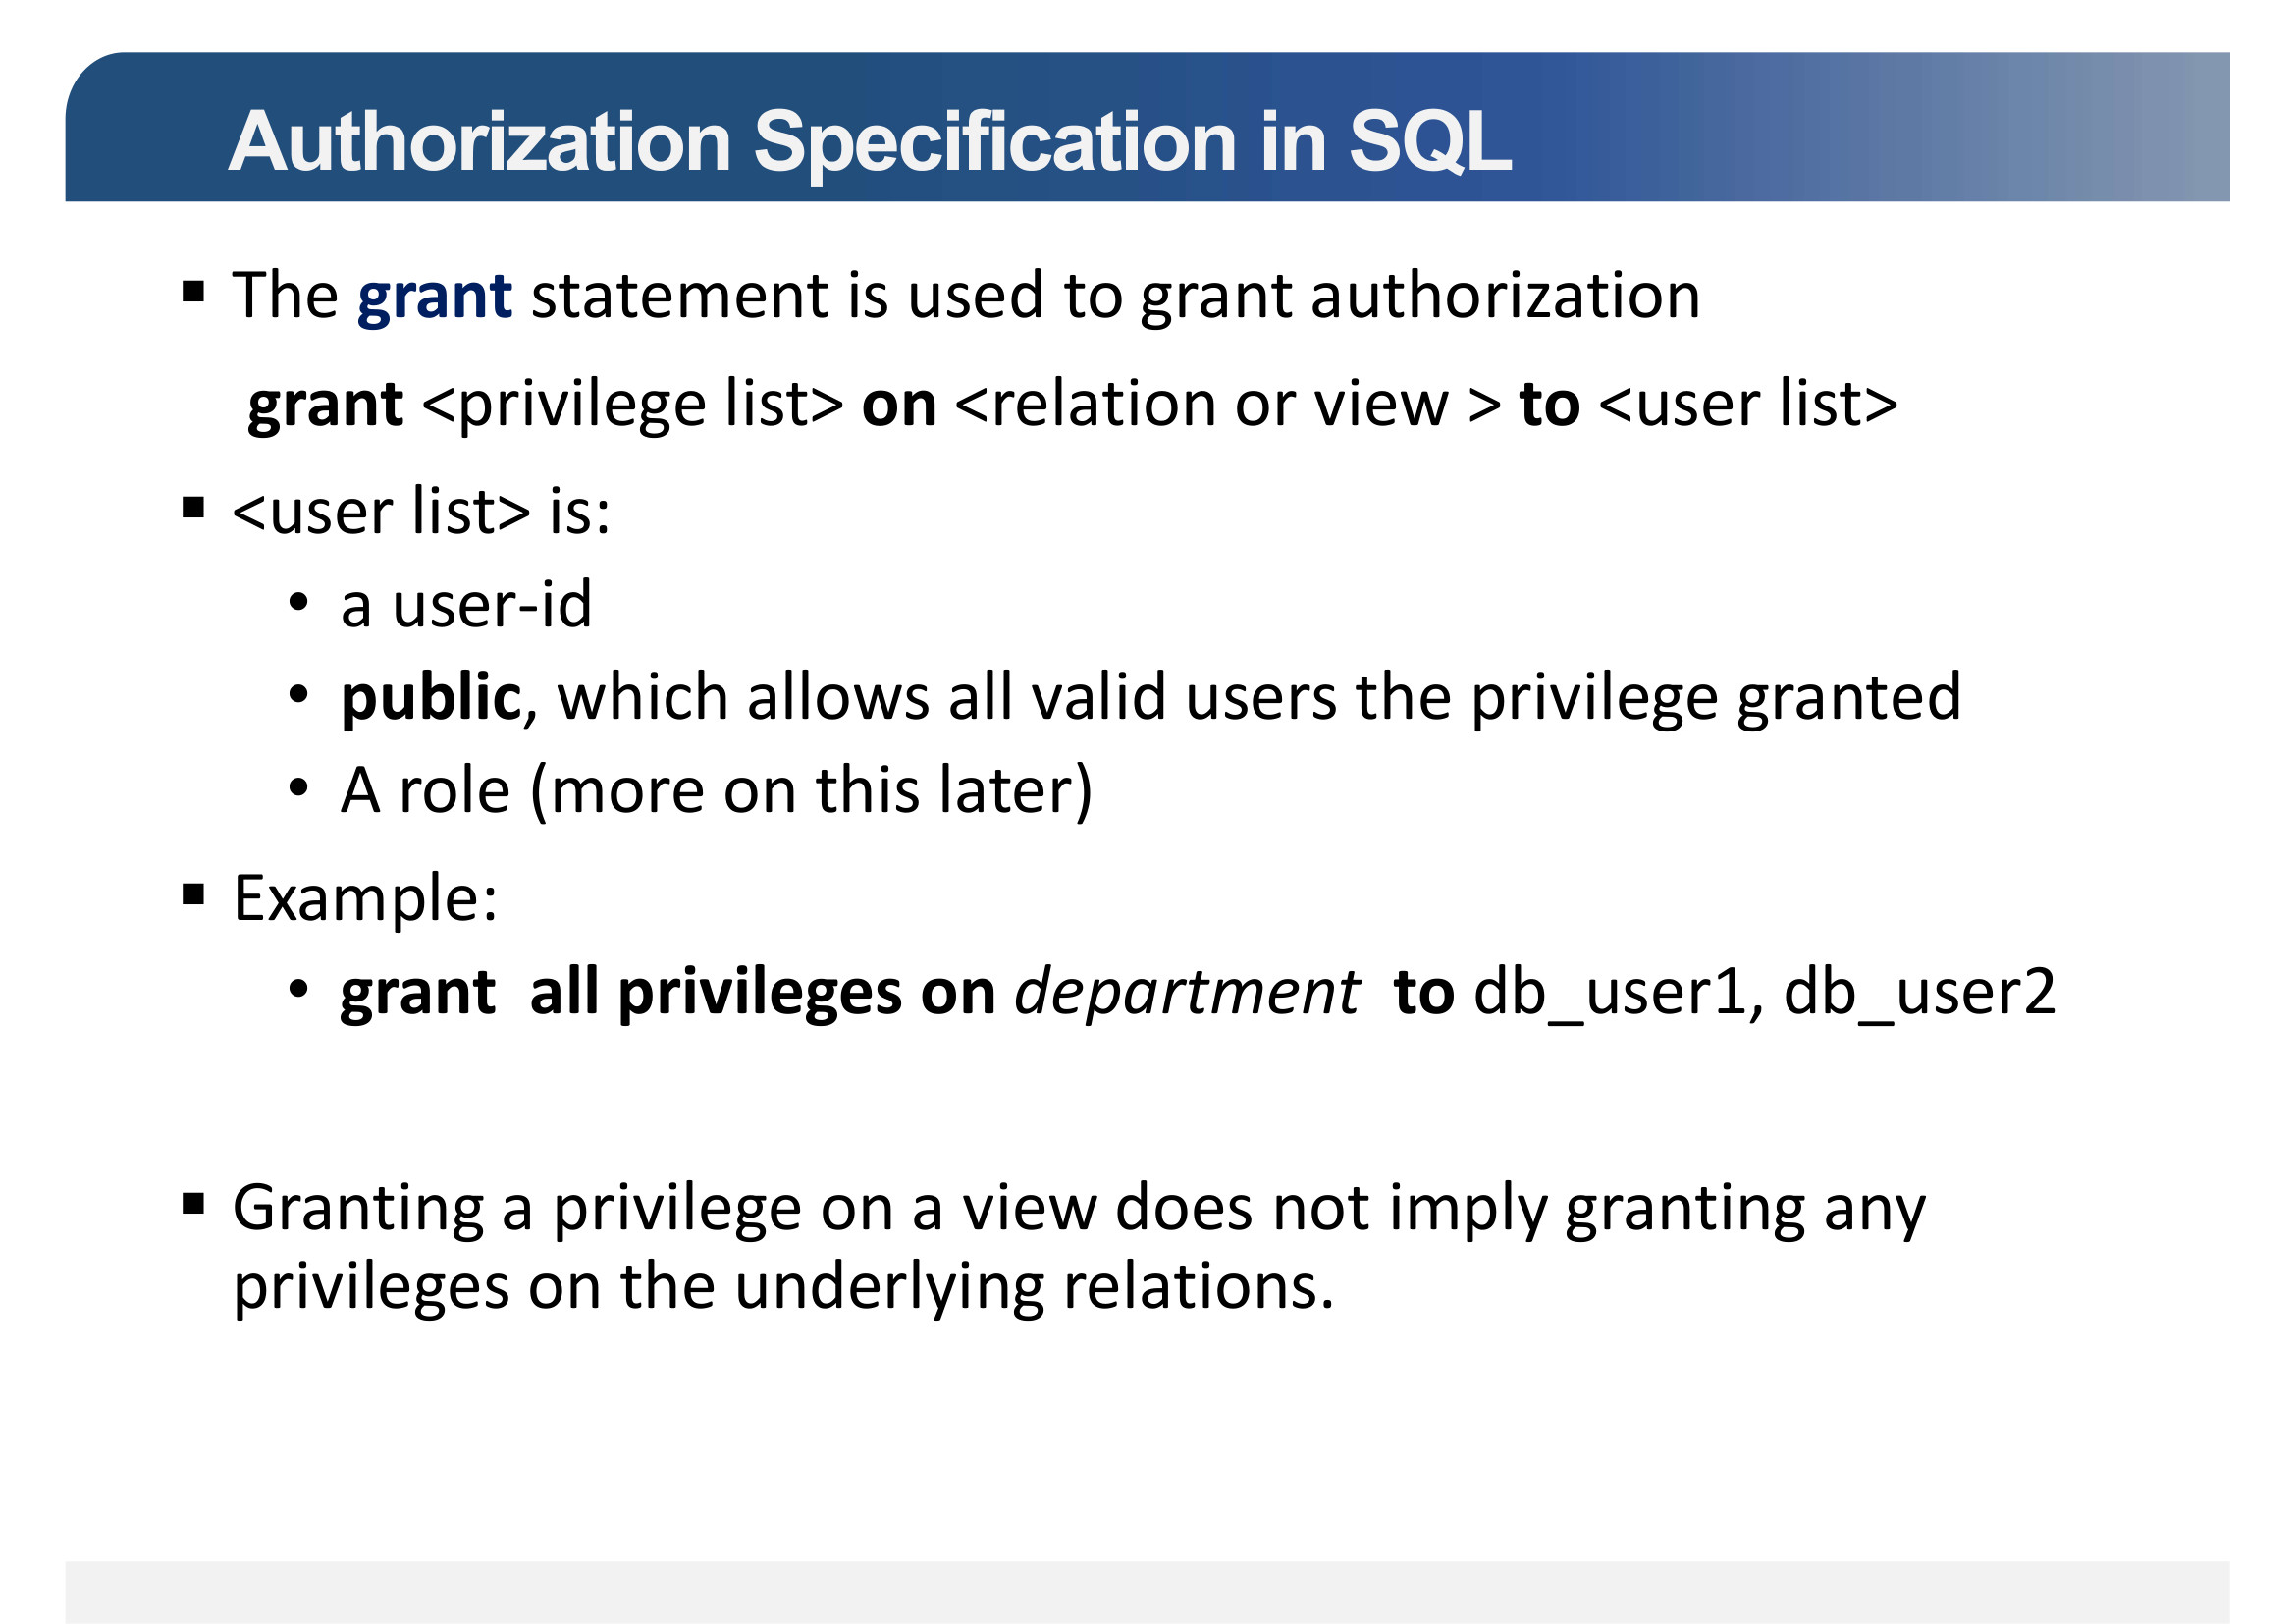 Authorization Specification in SQL
▪ The grant statement is used to grant authorization
grant <privilege list> on <relation or view > to <user list>
▪ <user list> is:
• a user-id
• public, which allows all valid users the privilege granted
• A role (more on this later)
▪ Example:
• grant all privileges on department to db_user1, db_user2
▪ Granting a privilege on a view does not imply granting any
privileges on the underlying relations.